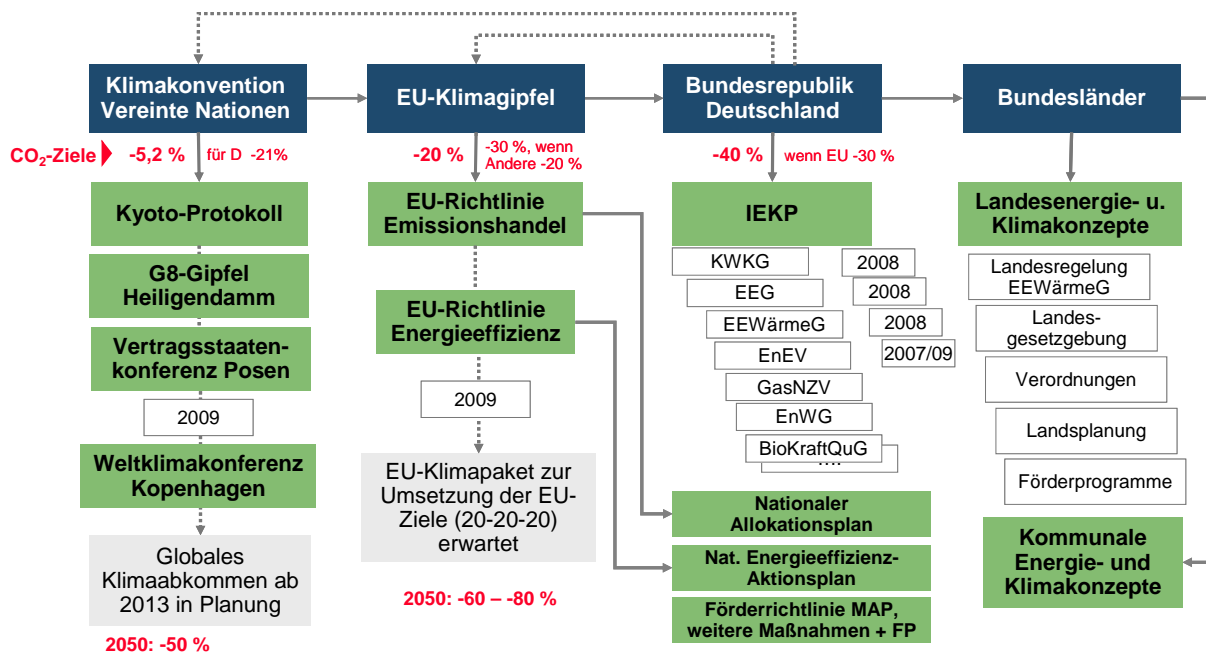 Klimakonvention
Vereinte Nationen
EU-Klimagipfel
Bundesrepublik
Deutschland
Bundesländer
CO₂-Ziele
-5,2 %
für D -21%
-20 %
-30 %, wenn
Andere -20 %
-40 %
wenn EU -30 %
Kyoto-Protokoll
G8-Gipfel
Heiligendamm
Vertragsstaaten-
konferenz Posen
2009
Weltklimakonferenz
Kopenhagen
Globales
Klimaabkommen ab
2013 in Planung
2050: -50 %
EU-Richtlinie
Emissionshandel
EU-Richtlinie
Energieeffizienz
2009
EU-Klimapaket zur
Umsetzung der EU-
Ziele (20-20-20)
erwartet
2050: -60 – -80 %
IEKP
KWKG
2008
EEG
2008
EEWärmeG
2008
EnEV
2007/09
GasNZV
EnWG
BioKraftQuG
....
Nationaler
Allokationsplan
Nat. Energieeffizienz-
Aktionsplan
Förderrichtlinie MAP,
weitere Maßnahmen + FP
Landesenergie- u.
Klimakonzepte
Landesregelung
EEWärmeG
Landes-
gesetzgebung
Verordnungen
Landsplanung
Förderprogramme
Kommunale
Energie- und
Klimakonzepte